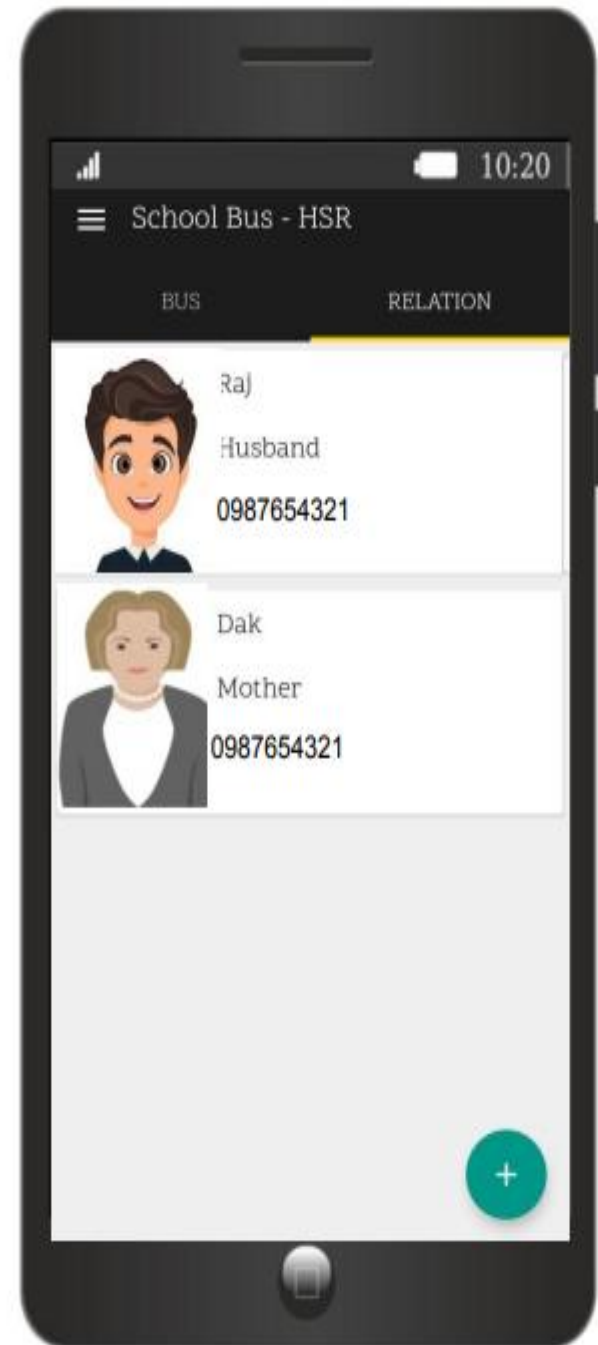 10:20
School Bus - HSR
BUS RELATION
Raj
Husband
0987654321
Dak
Mother
0987654321
+